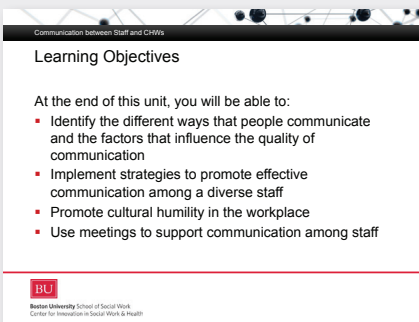 Communication between Staff and CHWs
Learning Objectives
At the end of this unit, you will be able to:
▪ Identify the different ways that people communicate
and the factors that influence the quality of
communication
▪ Implement strategies to promote effective
communication among a diverse staff
▪ Promote cultural humility in the workplace
▪ Use meetings to support communication among staff
BU
Boston University School of Social Work
Center for Innovation in Social Work & Health